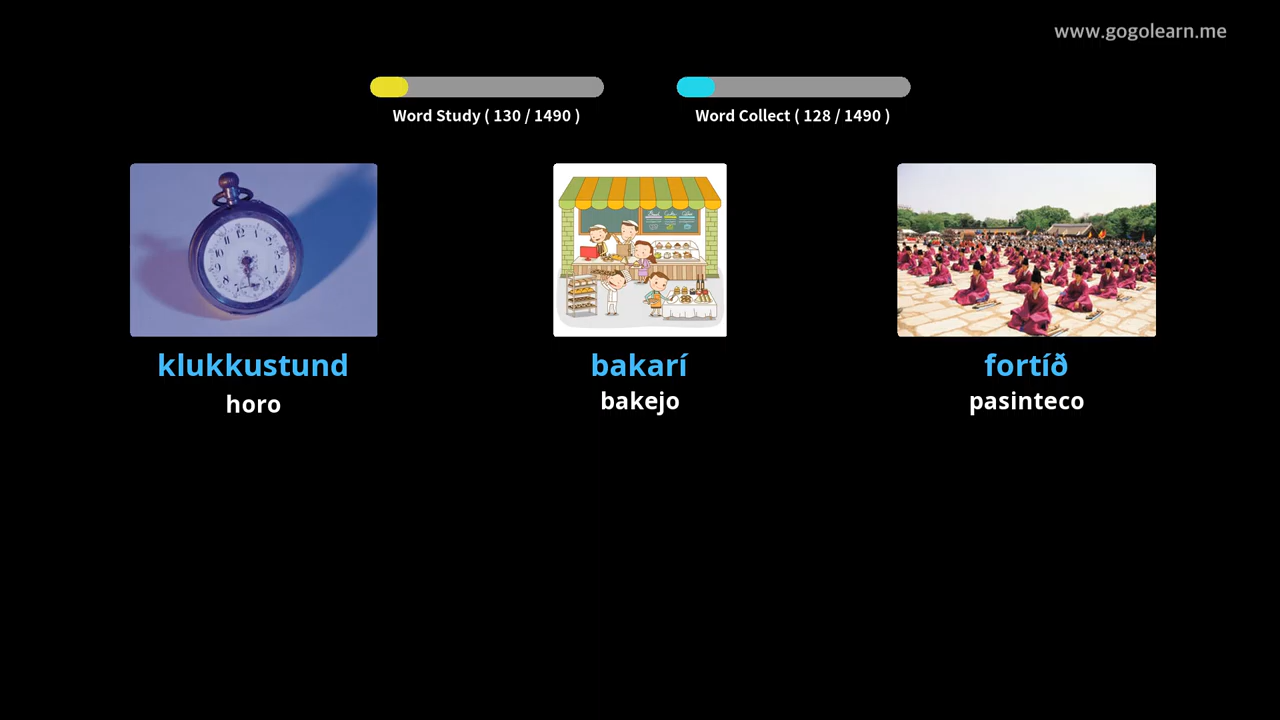 www.gogolearn.me
Word Study ( 130 / 1490 )
Word Collect ( 128 / 1490 )
klukkustund
horo
bakarí
bakejo
fortíð
pasinteco